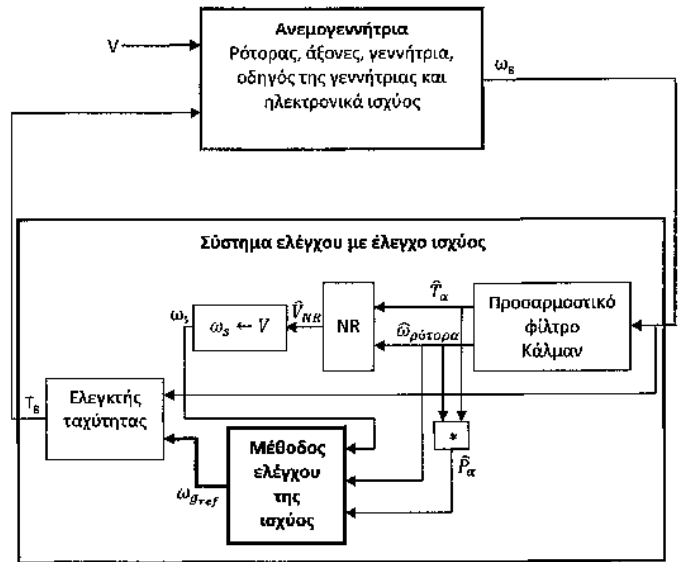 Ανεμογεννήτρια
V
Ρότορας, άξονες, γεννήτρια,
οδηγός της γεννήτριας και
ηλεκτρονικά ισχύος
ω_g
Σύστημα ελέγχου με έλεγχο ισχύος
ω_s
ω_s ← V
V̂_NR
NR
T̂_α
ω̂_ρότορα
Προσαρμοστικό
φίλτρο
Κάλμαν
T_g
Ελεγκτής
ταχύτητας
*
P̂_α
Μέθοδος
ελέγχου
της
ισχύος
ω_g_ref